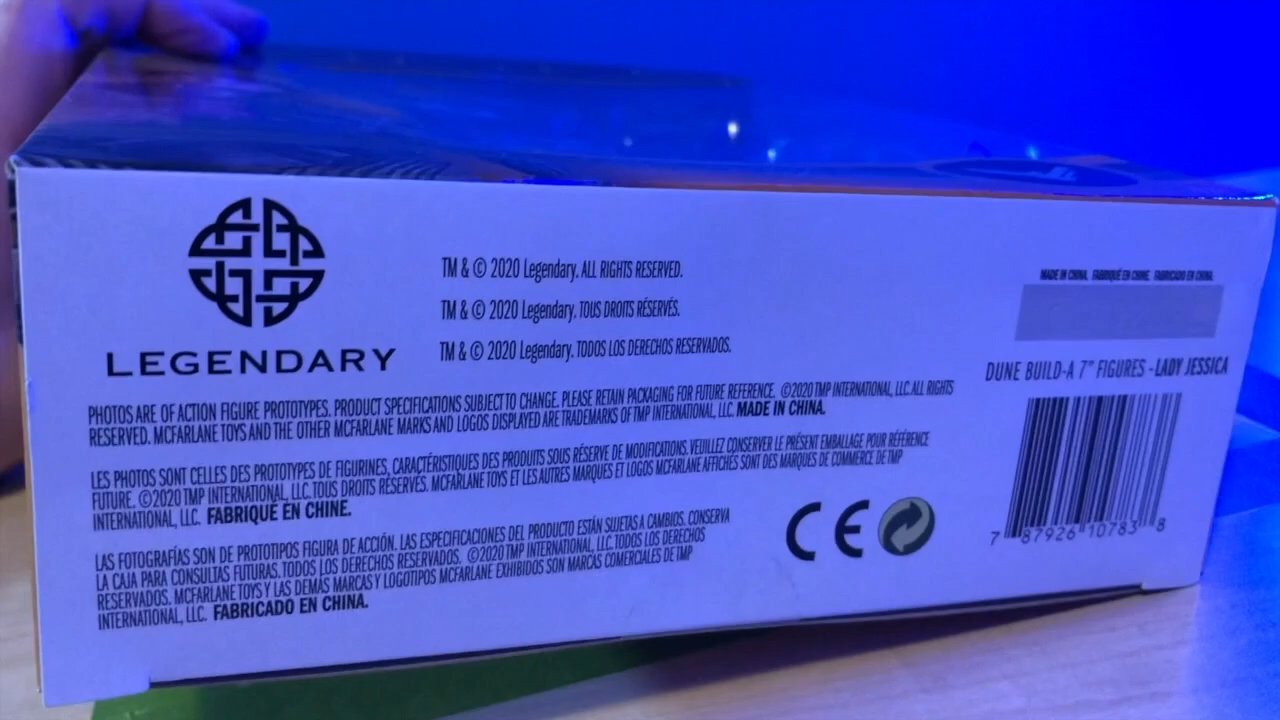 LEGENDARY
TM & © 2020 Legendary. ALL RIGHTS RESERVED.
TM & © 2020 Legendary. TOUS DROITS RÉSERVÉS.
TM & © 2020 Legendary. TODOS LOS DERECHOS RESERVADOS.
PHOTOS ARE OF ACTION FIGURE PROTOTYPES. PRODUCT SPECIFICATIONS SUBJECT TO CHANGE. PLEASE RETAIN PACKAGING FOR FUTURE REFERENCE. ©2020 TMP INTERNATIONAL, LLC. ALL RIGHTS
RESERVED. MCFARLANE TOYS AND THE OTHER MCFARLANE MARKS AND LOGOS DISPLAYED ARE TRADEMARKS OF TMP INTERNATIONAL, LLC. MADE IN CHINA.
LES PHOTOS SONT CELLES DES PROTOTYPES DE FIGURINES, CARACTÉRISTIQUES DES PRODUITS SOUS RÉSERVE DE MODIFICATIONS. VEUILLEZ CONSERVER LE PRÉSENT EMBALLAGE POUR RÉFÉRENCE
FUTURE. ©2020 TMP INTERNATIONAL, LLC. TOUS DROITS RÉSERVÉS. MCFARLANE TOYS ET LES AUTRES MARQUES ET LOGOS MCFARLANE AFFICHÉS SONT DES MARQUES DE COMMERCE DE TMP
INTERNATIONAL, LLC. FABRIQUÉ EN CHINE.
LAS FOTOGRAFÍAS SON DE PROTOTIPOS FIGURA DE ACCIÓN. LAS ESPECIFICACIONES DEL PRODUCTO ESTÁN SUJETAS A CAMBIOS. CONSERVA
LA CAJA PARA CONSULTAS FUTURAS. TODOS LOS DERECHOS RESERVADOS. ©2020 TMP INTERNATIONAL, LLC. TODOS LOS DERECHOS
RESERVADOS. MCFARLANE TOYS Y LAS DEMÁS MARCAS Y LOGOTIPOS MCFARLANE EXHIBIDOS SON MARCAS COMERCIALES DE TMP
INTERNATIONAL, LLC. FABRICADO EN CHINA.
CE
MADE IN CHINA. FABRIQUÉ EN CHINE. FABRICADO EN CHINA.
DUNE BUILD-A 7" FIGURES - LADY JESSICA
7 87926 10783 8